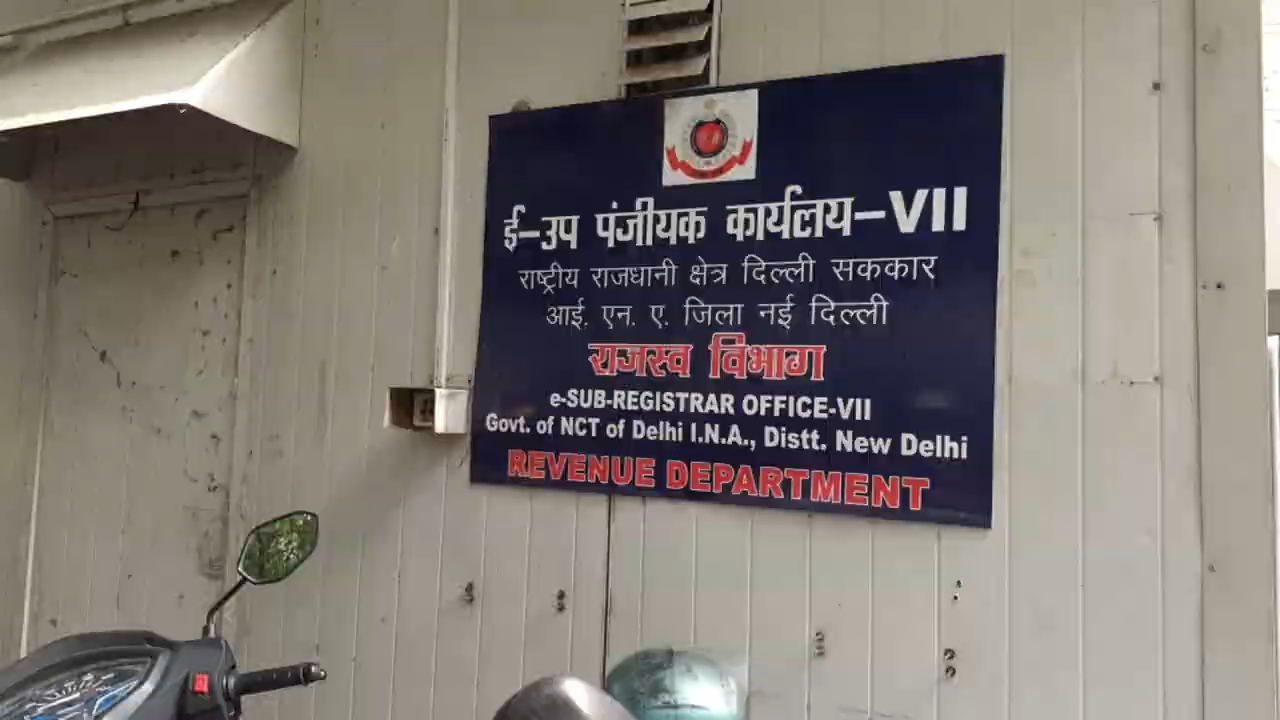 ई–उप पंजीयक कार्यलय–VII
राष्ट्रीय राजधानी क्षेत्र दिल्ली सककार
आई. एन. ए. जिला नई दिल्ली
राजस्व विभाग
e-SUB-REGISTRAR OFFICE-VII
Govt. of NCT of Delhi I.N.A., Distt. New Delhi
REVENUE DEPARTMENT